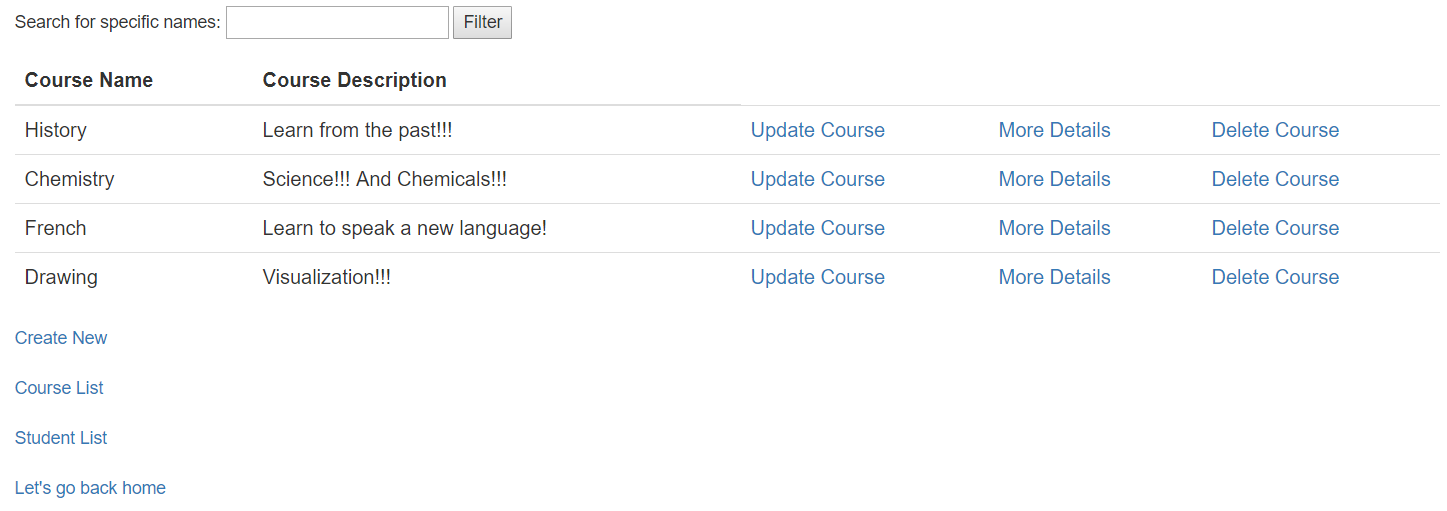 Search for specific names: Filter
Course Name Course Description
History Learn from the past!!! Update Course More Details Delete Course
Chemistry Science!!! And Chemicals!!! Update Course More Details Delete Course
French Learn to speak a new language! Update Course More Details Delete Course
Drawing Visualization!!! Update Course More Details Delete Course
Create New
Course List
Student List
Let's go back home